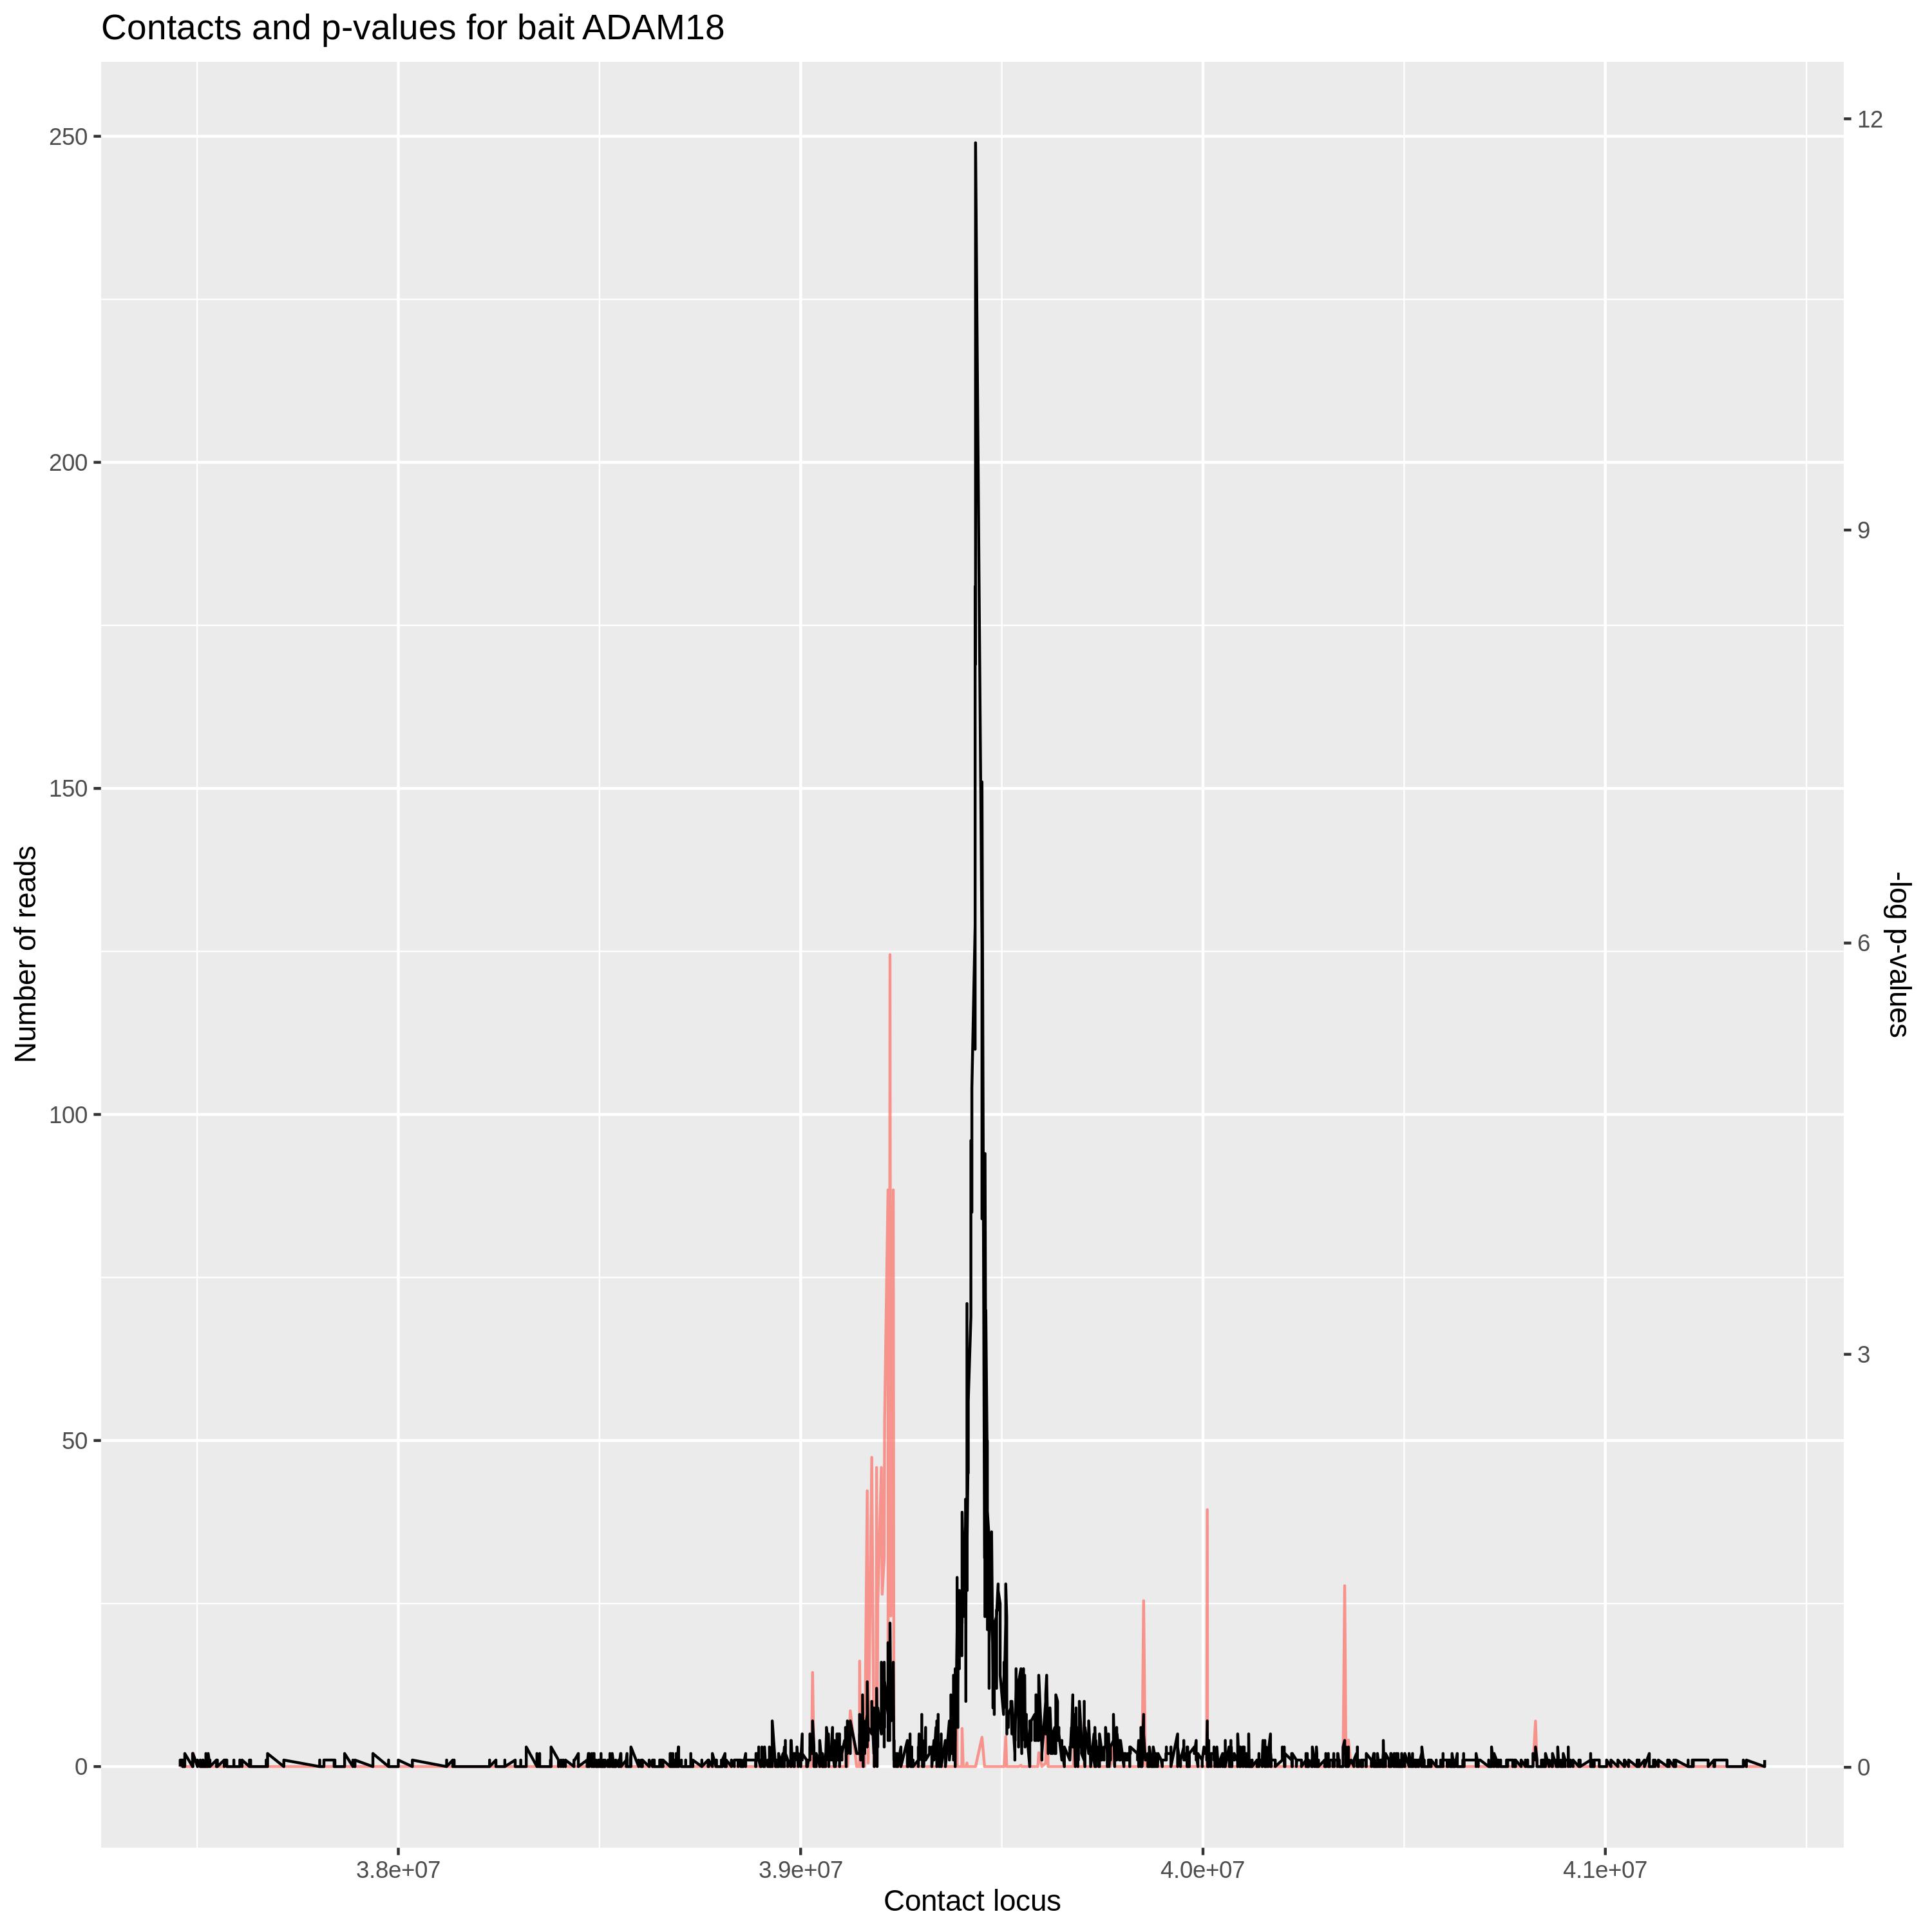 Contacts and p-values for bait ADAM18
250
200
150
100
50
0
Number of reads
12
9
6
3
0
-log p-values
3.8e+07
3.9e+07
4.0e+07
4.1e+07
Contact locus